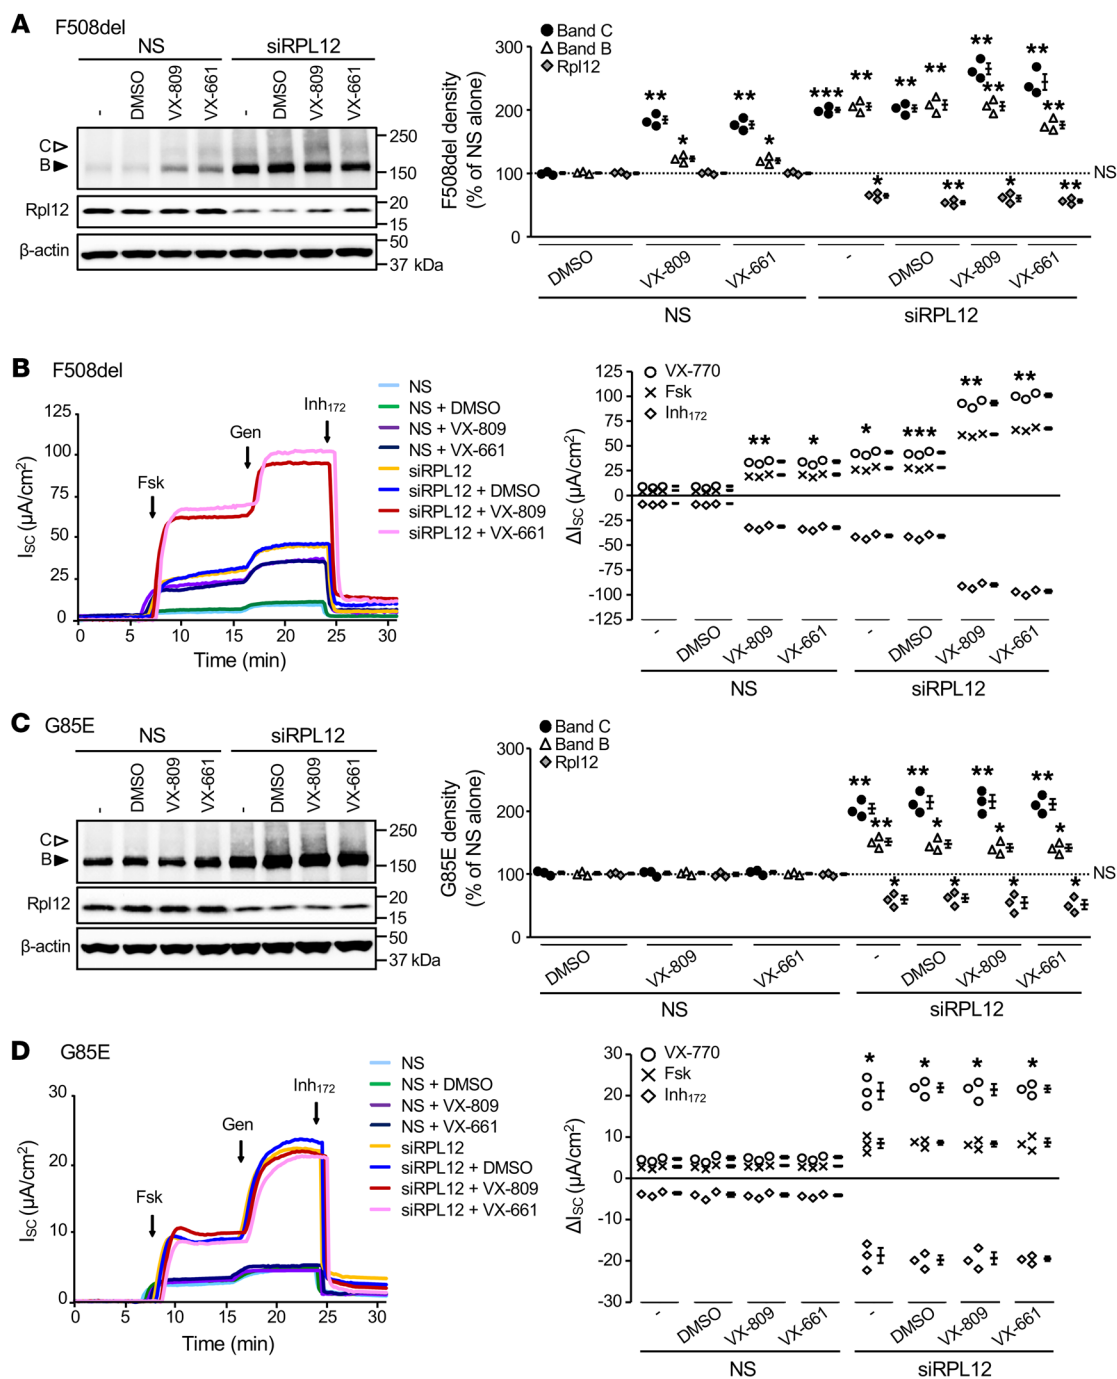 A F508del
NS siRPL12
- DMSO VX-809 VX-661 - DMSO VX-809 VX-661
C
B
250
150
Rpl12
20
15
β-actin
50
37 kDa
Band C
Band B
Rpl12
F508del density
(% of NS alone)
300
200
100
0
** * ** * *** ** * ** ** ** ** ** * ** ** **
NS
DMSO VX-809 VX-661 - DMSO VX-809 VX-661
NS siRPL12
B F508del
ISC (µA/cm2)
125
100
75
50
25
0
0 5 10 15 20 25 30
Time (min)
Fsk
Gen
Inh172
NS
NS + DMSO
NS + VX-809
NS + VX-661
siRPL12
siRPL12 + DMSO
siRPL12 + VX-809
siRPL12 + VX-661
VX-770
Fsk
Inh172
ΔISC (µA/cm2)
125
100
75
50
25
0
-25
-50
-75
-100
-125
** * * *** ** **
- DMSO VX-809 VX-661 - DMSO VX-809 VX-661
NS siRPL12
C G85E
NS siRPL12
- DMSO VX-809 VX-661 - DMSO VX-809 VX-661
C
B
250
150
Rpl12
20
15
β-actin
50
37 kDa
Band C
Band B
Rpl12
G85E density
(% of NS alone)
300
200
100
0
** ** * ** * * ** * * ** * *
NS
DMSO VX-809 VX-661 - DMSO VX-809 VX-661
NS siRPL12
D G85E
ISC (µA/cm2)
30
20
10
0
0 5 10 15 20 25 30
Time (min)
Fsk
Gen
Inh172
NS
NS + DMSO
NS + VX-809
NS + VX-661
siRPL12
siRPL12 + DMSO
siRPL12 + VX-809
siRPL12 + VX-661
VX-770
Fsk
Inh172
ΔISC (µA/cm2)
30
20
10
0
-10
-20
-30
* * * *
- DMSO VX-809 VX-661 - DMSO VX-809 VX-661
NS siRPL12